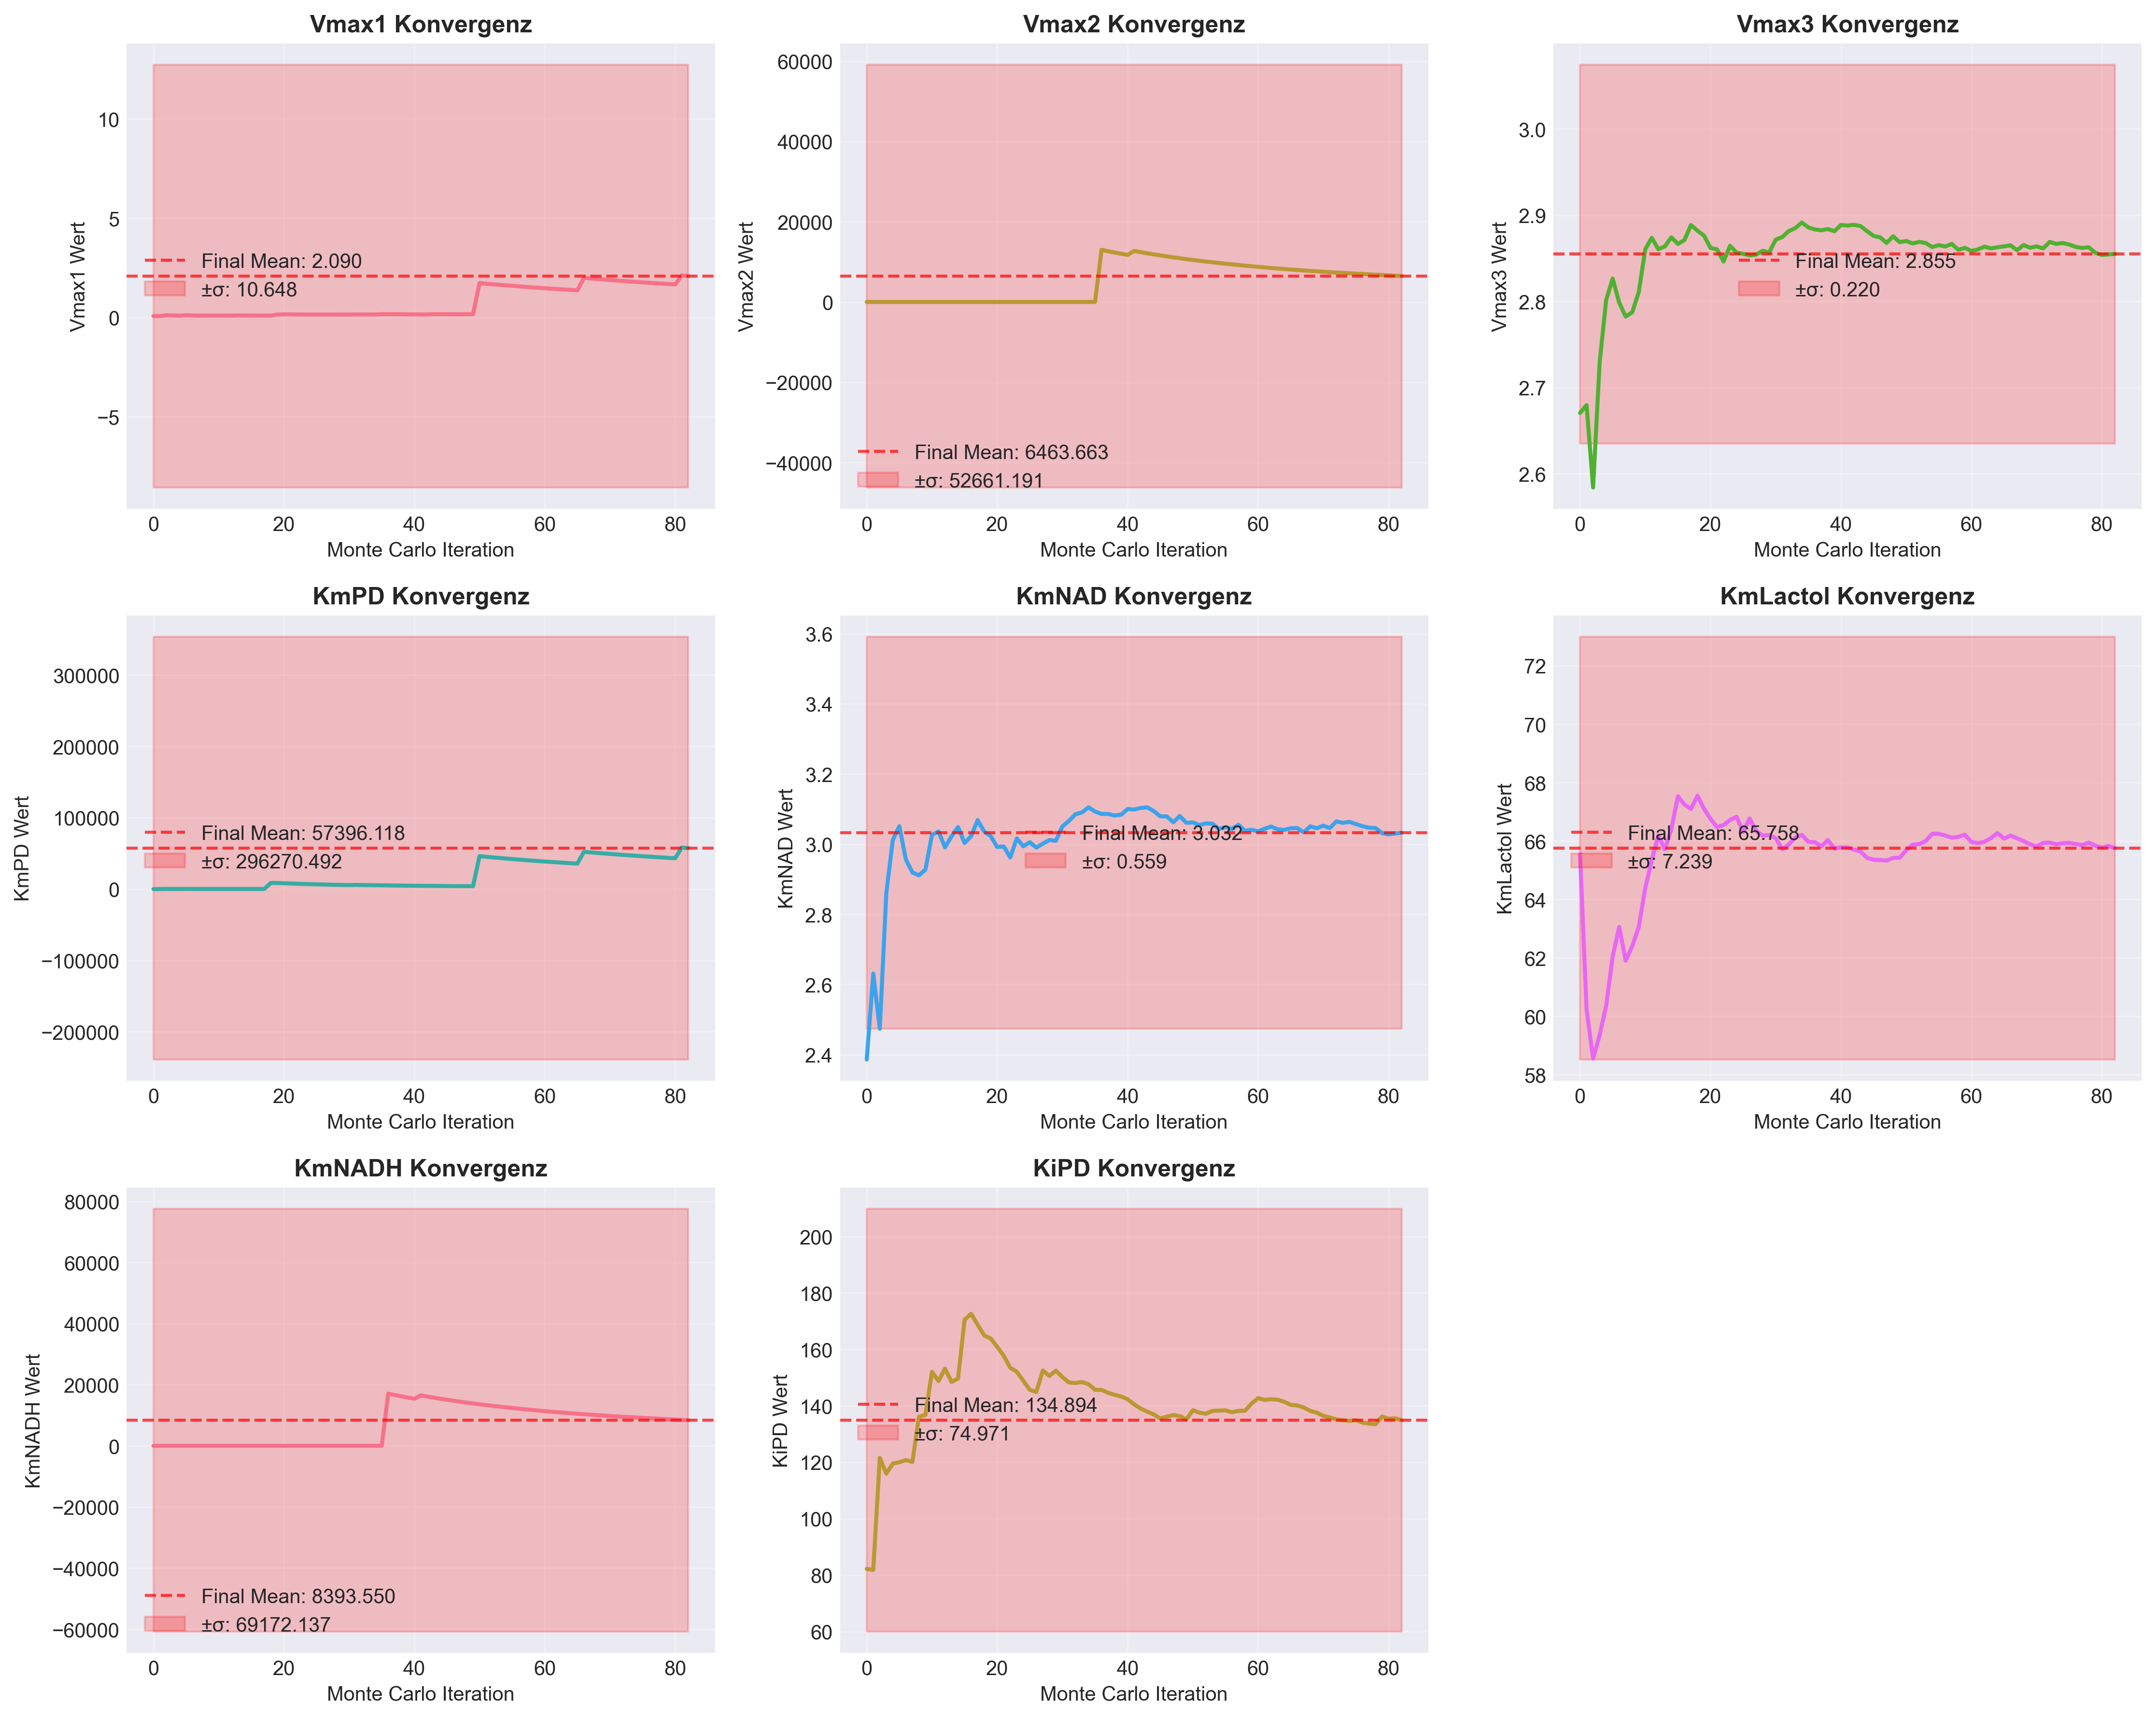 Vmax1 Konvergenz
Vmax1 Wert
10
5
0
−5
Final Mean: 2.090
±σ: 10.648
0 20 40 60 80
Monte Carlo Iteration
Vmax2 Konvergenz
Vmax2 Wert
60000
40000
20000
0
−20000
−40000
Final Mean: 6463.663
±σ: 52661.191
0 20 40 60 80
Monte Carlo Iteration
Vmax3 Konvergenz
Vmax3 Wert
3.0
2.9
2.8
2.7
2.6
Final Mean: 2.855
±σ: 0.220
0 20 40 60 80
Monte Carlo Iteration
KmPD Konvergenz
KmPD Wert
300000
200000
100000
0
−100000
−200000
Final Mean: 57396.118
±σ: 296270.492
0 20 40 60 80
Monte Carlo Iteration
KmNAD Konvergenz
KmNAD Wert
3.6
3.4
3.2
3.0
2.8
2.6
2.4
Final Mean: 3.032
±σ: 0.559
0 20 40 60 80
Monte Carlo Iteration
KmLactol Konvergenz
KmLactol Wert
72
70
68
66
64
62
60
58
Final Mean: 65.758
±σ: 7.239
0 20 40 60 80
Monte Carlo Iteration
KmNADH Konvergenz
KmNADH Wert
80000
60000
40000
20000
0
−20000
−40000
−60000
Final Mean: 8393.550
±σ: 69172.137
0 20 40 60 80
Monte Carlo Iteration
KiPD Konvergenz
KiPD Wert
200
180
160
140
120
100
80
60
Final Mean: 134.894
±σ: 74.971
0 20 40 60 80
Monte Carlo Iteration